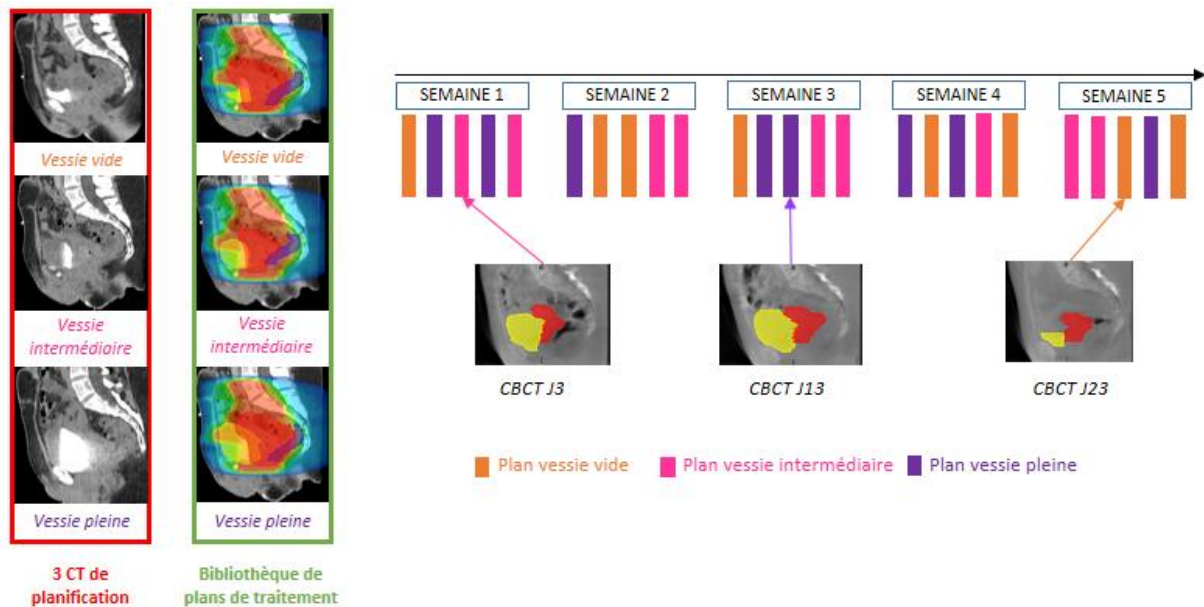 Vessie vide
Vessie
intermédiaire
Vessie pleine
3 CT de
planification
Vessie vide
Vessie
intermédiaire
Vessie pleine
Bibliothèque de
plans de traitement
SEMAINE 1
SEMAINE 2
SEMAINE 3
SEMAINE 4
SEMAINE 5
CBCT J3
CBCT J13
CBCT J23
Plan vessie vide
Plan vessie intermédiaire
Plan vessie pleine